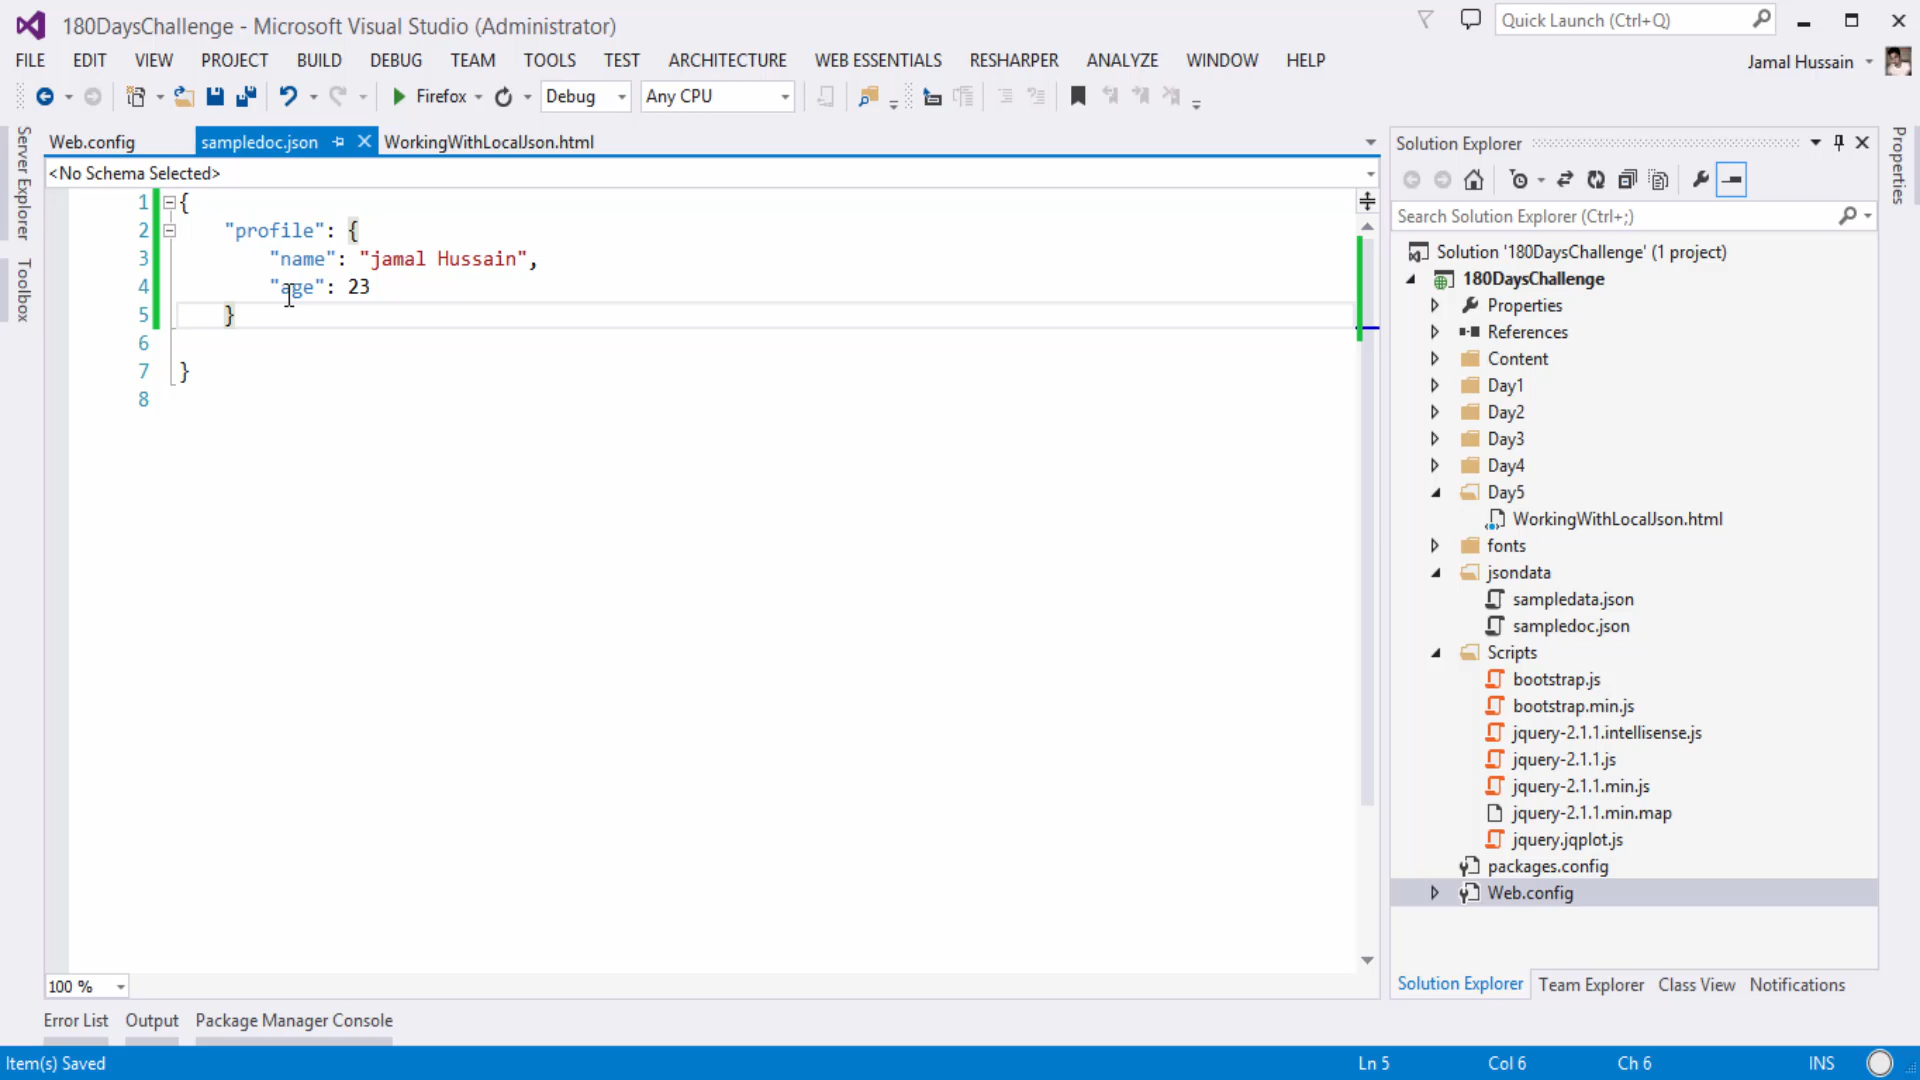 180DaysChallenge - Microsoft Visual Studio (Administrator)
Quick Launch (Ctrl+Q)
FILE EDIT VIEW PROJECT BUILD DEBUG TEAM TOOLS TEST ARCHITECTURE WEB ESSENTIALS RESHARPER ANALYZE WINDOW HELP
Jamal Hussain
Firefox Debug Any CPU
Server Explorer
Toolbox
Web.config sampledoc.json WorkingWithLocalJson.html
<No Schema Selected>
1 {
2 "profile": {
3 "name": "jamal Hussain",
4 "age": 23
5 }
6
7 }
8
100 %
Solution Explorer
Search Solution Explorer (Ctrl+;)
Solution '180DaysChallenge' (1 project)
180DaysChallenge
Properties
References
Content
Day1
Day2
Day3
Day4
Day5
WorkingWithLocalJson.html
fonts
jsondata
sampledata.json
sampledoc.json
Scripts
bootstrap.js
bootstrap.min.js
jquery-2.1.1.intellisense.js
jquery-2.1.1.js
jquery-2.1.1.min.js
jquery-2.1.1.min.map
jquery.jqplot.js
packages.config
Web.config
Solution Explorer Team Explorer Class View Notifications
Properties
Error List Output Package Manager Console
Item(s) Saved Ln 5 Col 6 Ch 6 INS